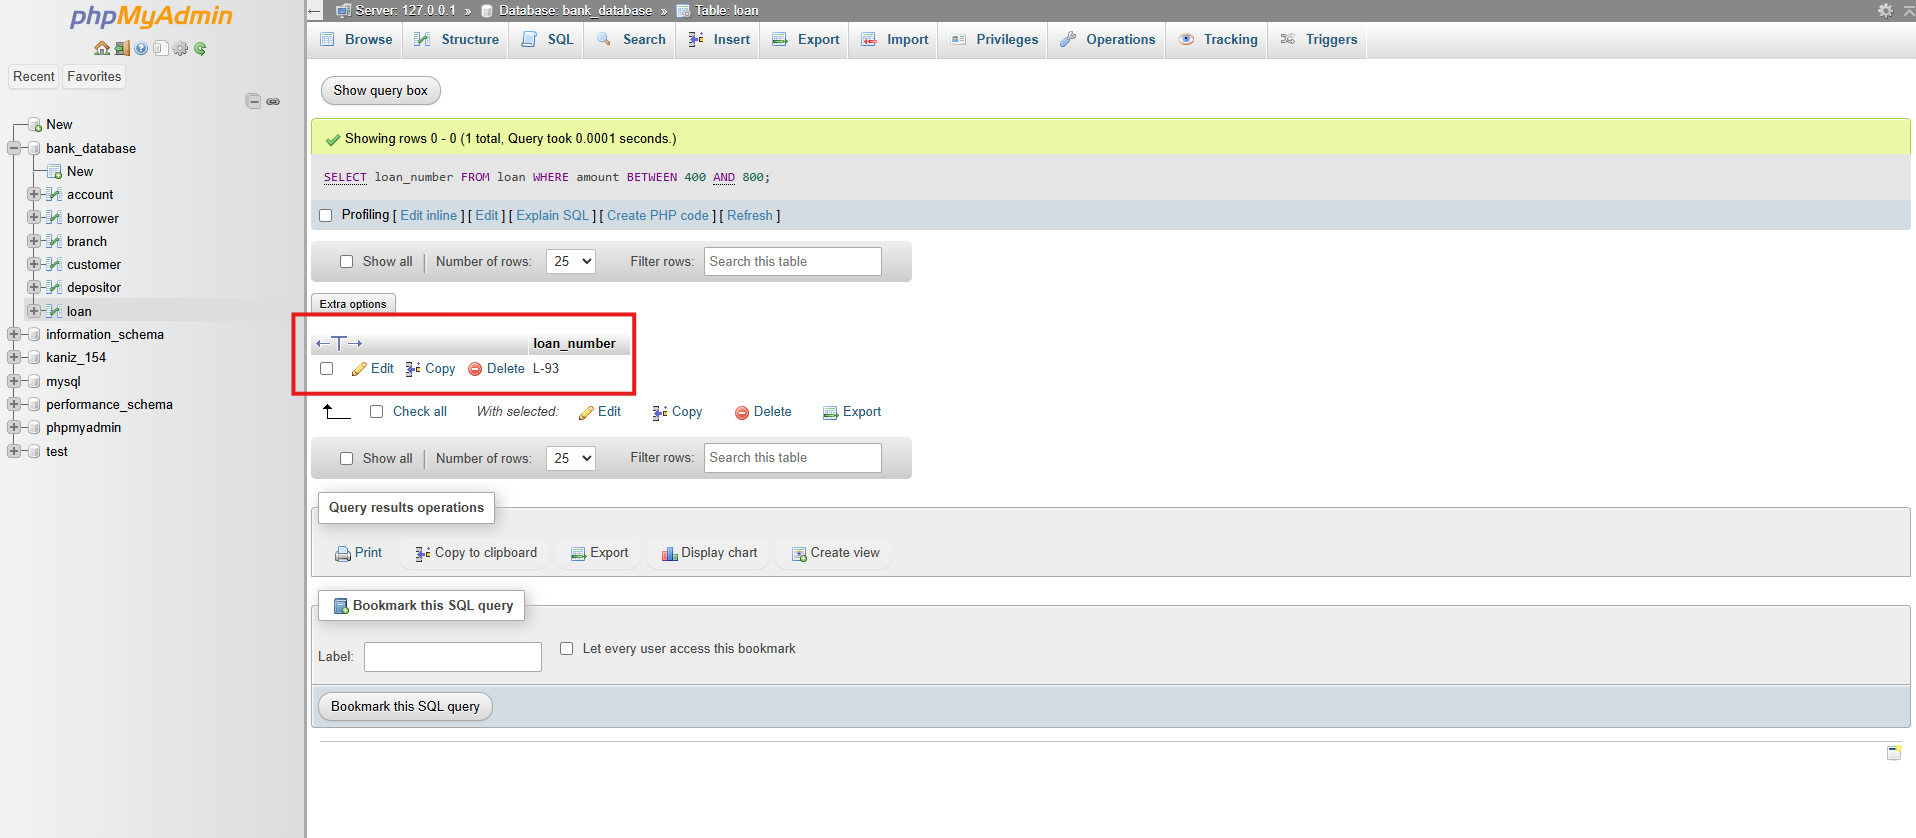 phpMyAdmin
Recent Favorites
New
bank_database
New
account
borrower
branch
customer
depositor
loan
information_schema
kaniz_154
mysql
performance_schema
phpmyadmin
test
Server: 127.0.0.1 » Database: bank_database » Table: loan
Browse Structure SQL Search Insert Export Import Privileges Operations Tracking Triggers
Show query box
Showing rows 0 - 0 (1 total, Query took 0.0001 seconds.)
SELECT loan_number FROM loan WHERE amount BETWEEN 400 AND 800;
Profiling [ Edit inline ] [ Edit ] [ Explain SQL ] [ Create PHP code ] [ Refresh ]
Show all Number of rows: 25 Filter rows: Search this table
Extra options
←T→ loan_number
Edit Copy Delete L-93
Check all With selected: Edit Copy Delete Export
Show all Number of rows: 25 Filter rows: Search this table
Query results operations
Print Copy to clipboard Export Display chart Create view
Bookmark this SQL query
Label: Let every user access this bookmark
Bookmark this SQL query